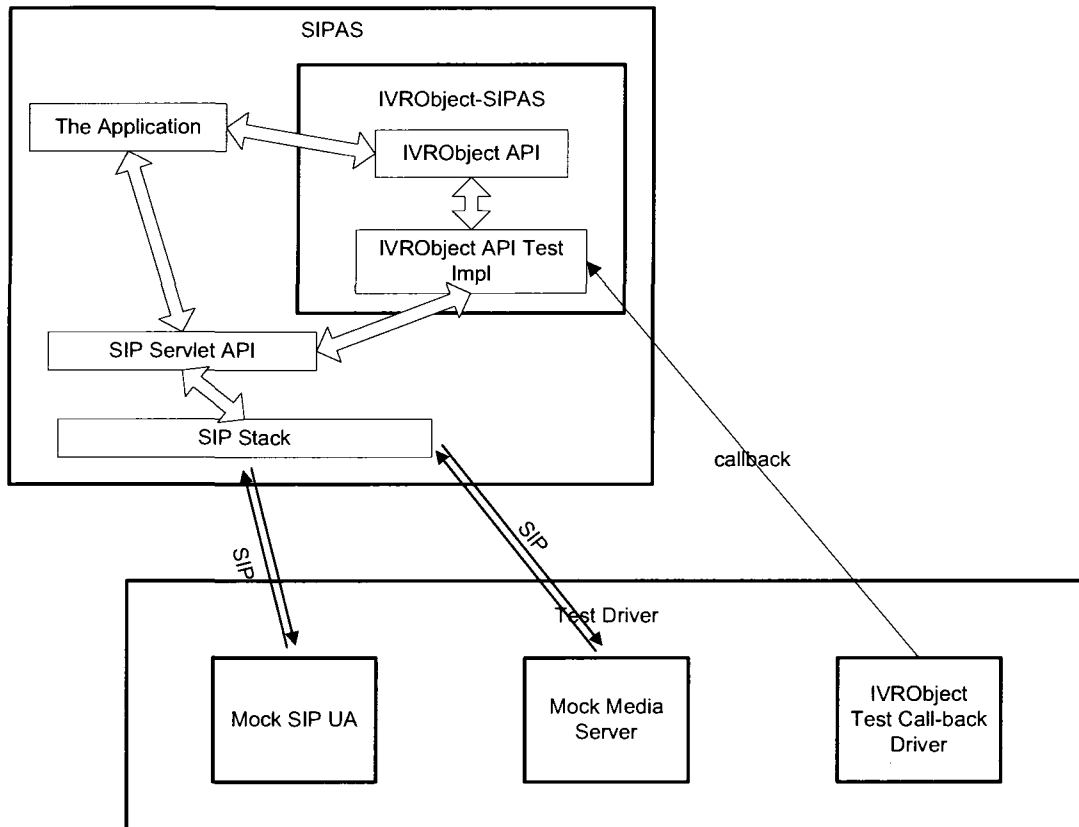 SIPAS
IVRObject-SIPAS
The Application
IVRObject API
IVRObject API Test
Impl
SIP Servlet API
SIP Stack
callback
SIP
SIP
Test Driver
Mock SIP UA
Mock Media
Server
IVRObject
Test Call-back
Driver